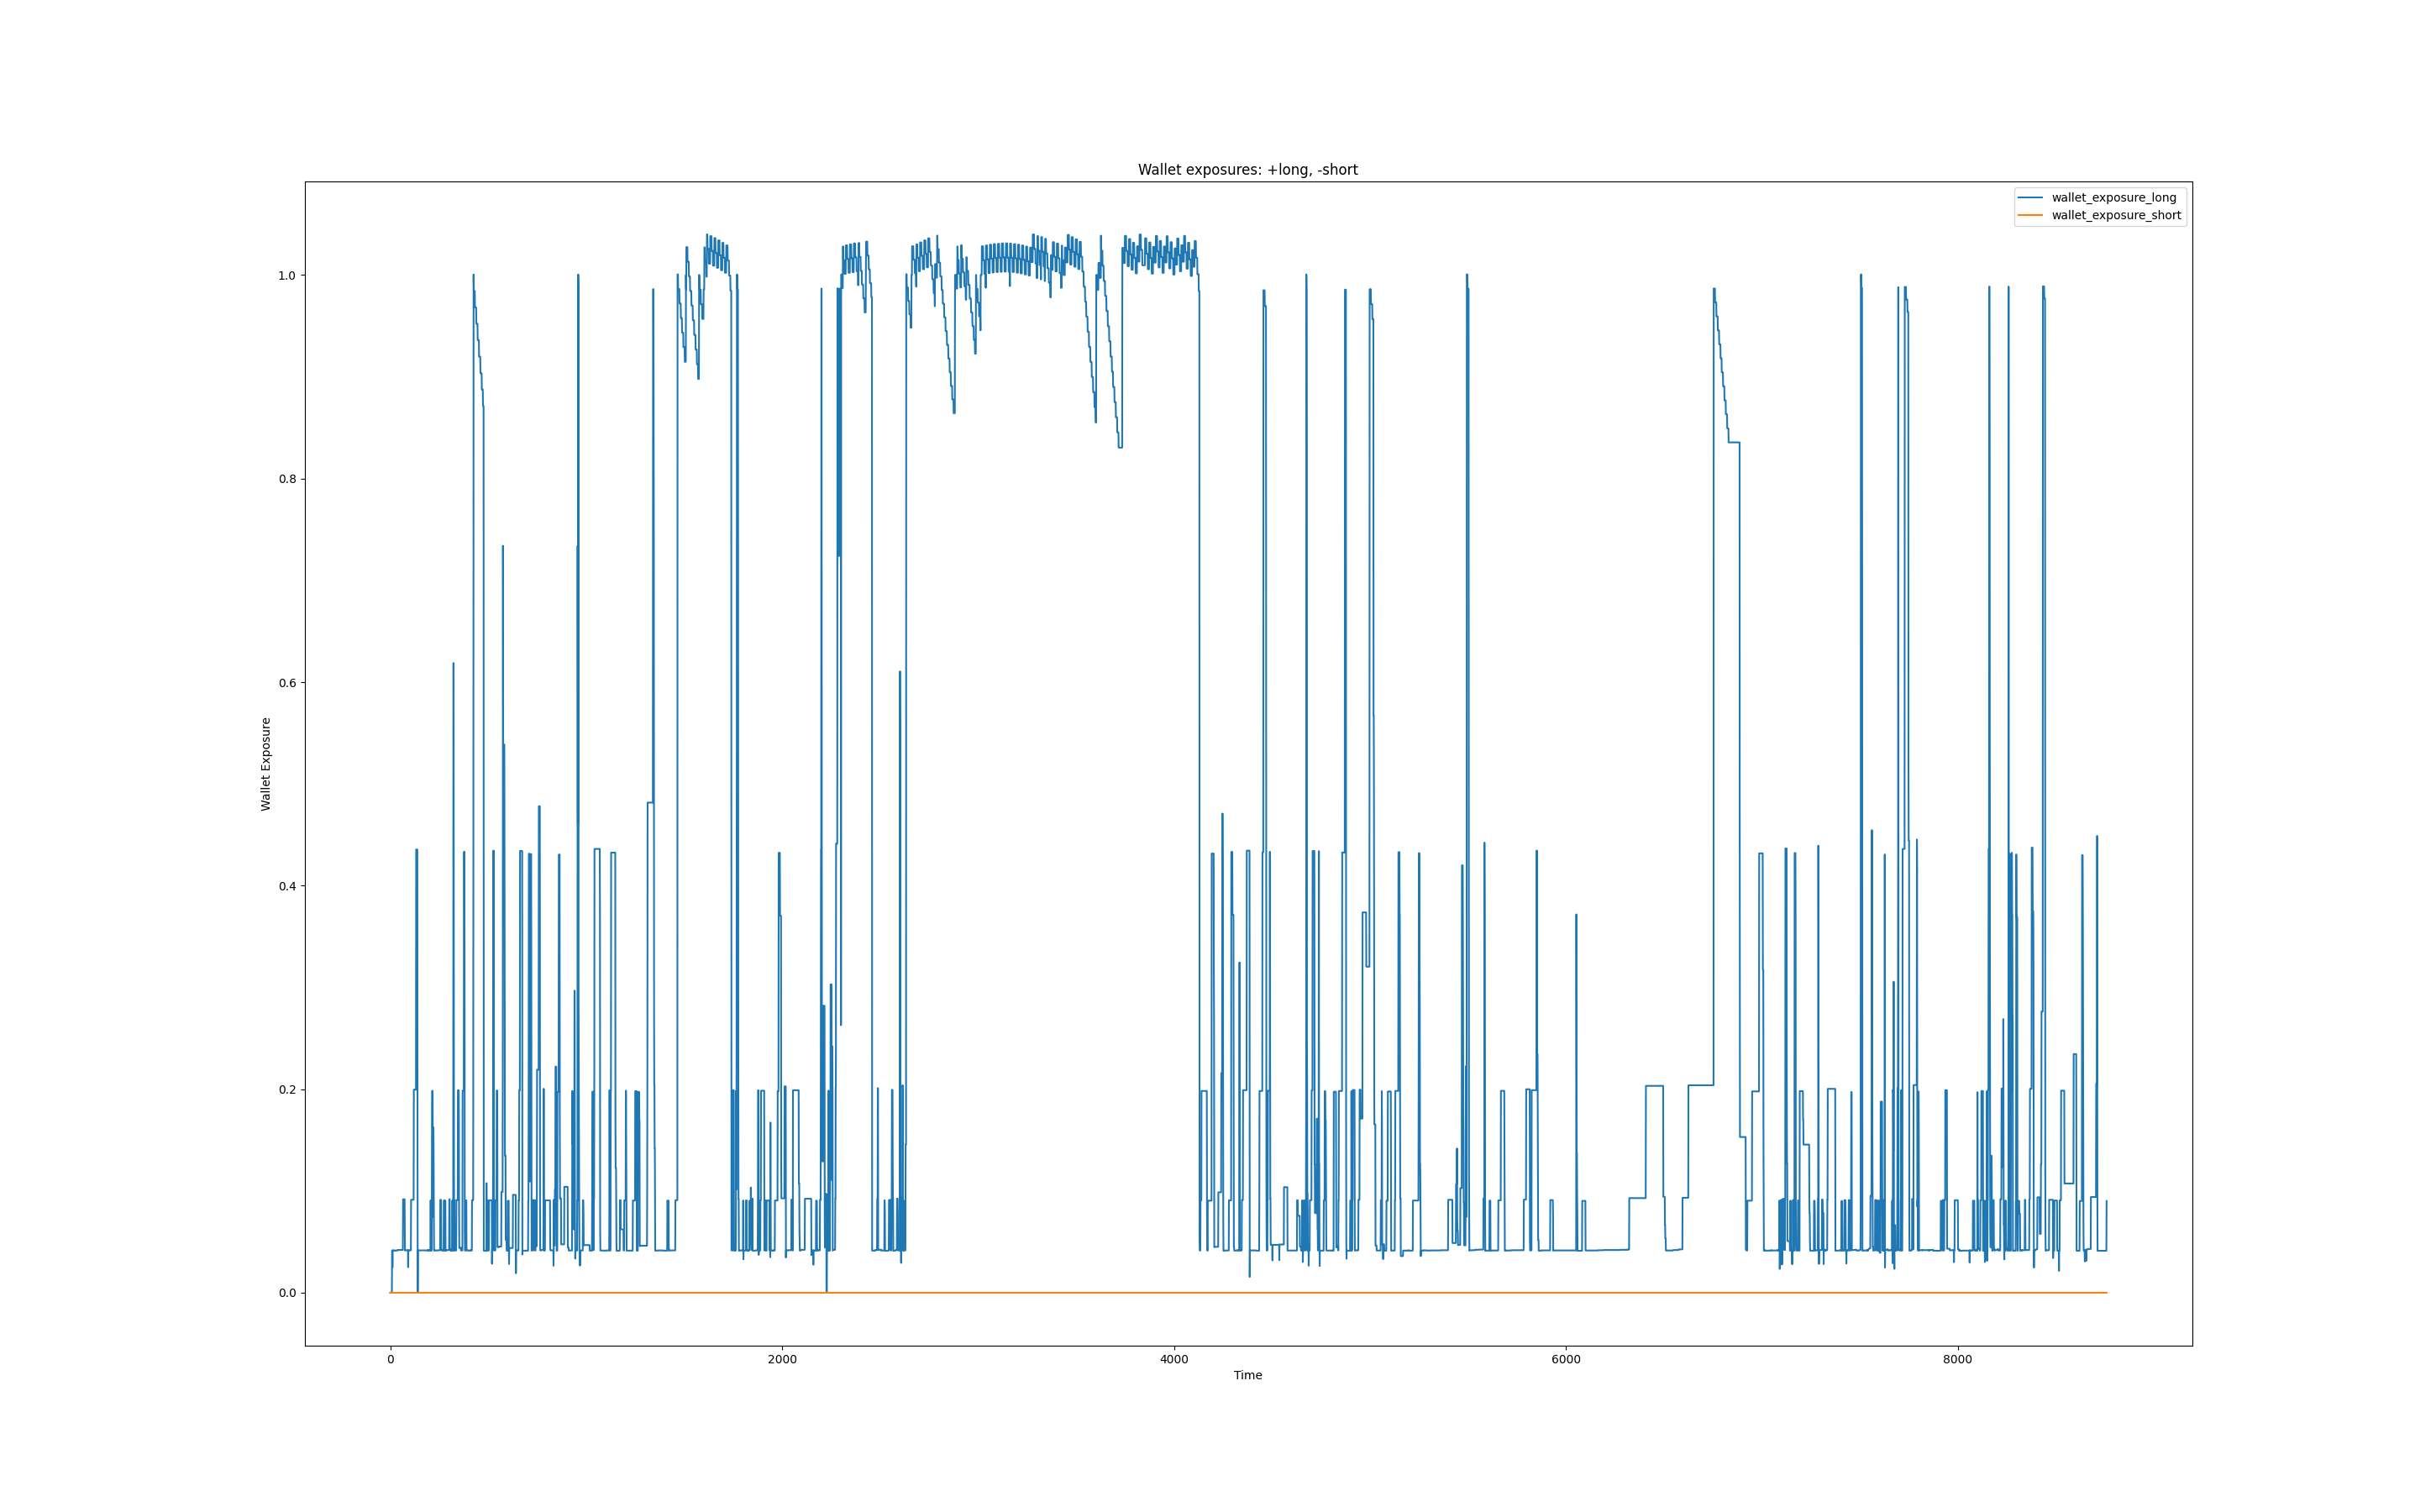 Wallet exposures: +long, -short
wallet_exposure_long
wallet_exposure_short
1.0
0.8
0.6
0.4
0.2
0.0
Wallet Exposure
0 2000 4000 6000 8000
Time